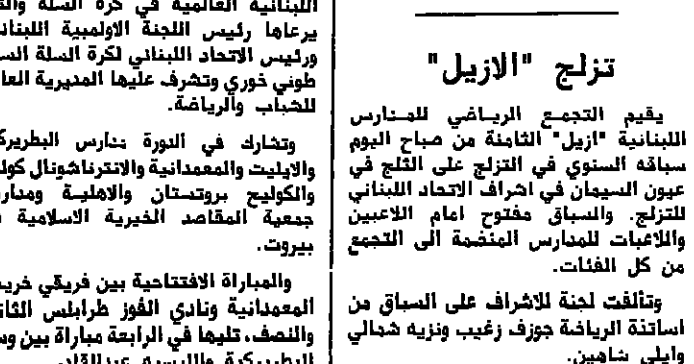 تزلج "الازيل"
يقيم التجمع الرياضي للمدارس
اللبنانية "ازيل" الثامنة من صباح اليوم
سباقه السنوي في التزلج على الثلج في
عيون السيمان في اشراف الاتحاد اللبناني
للتزلج. والسباق مفتوح امام اللاعبين
واللاعبات للمدارس المنضمة الى التجمع
من كل الفئات.
وتألفت لجنة للاشراف على السباق من
اساتذة الرياضة جوزف زغيب ونزيه شمالي
وايلي شاهين.
اللبنانية العالمية في كرة السلة
يرعاها رئيس اللجنة الاولمبية
ورئيس الاتحاد اللبناني لكرة السلة
طوني خوري وتشرف عليها المديرية
للشباب والرياضة.
وتشارك في الدورة مدارس
والايليت والمعمدانية والانترناشونال
والكوليج بروتستان والاهلية
جمعية المقاصد الخيرية الاسلامية
بيروت.
والمباراة الافتتاحية بين فريقي
المعمدانية ونادي الفوز طرابلس
والنصف، تليها في الرابعة مباراة بين
البطريركية والليسيه عبدالقادر